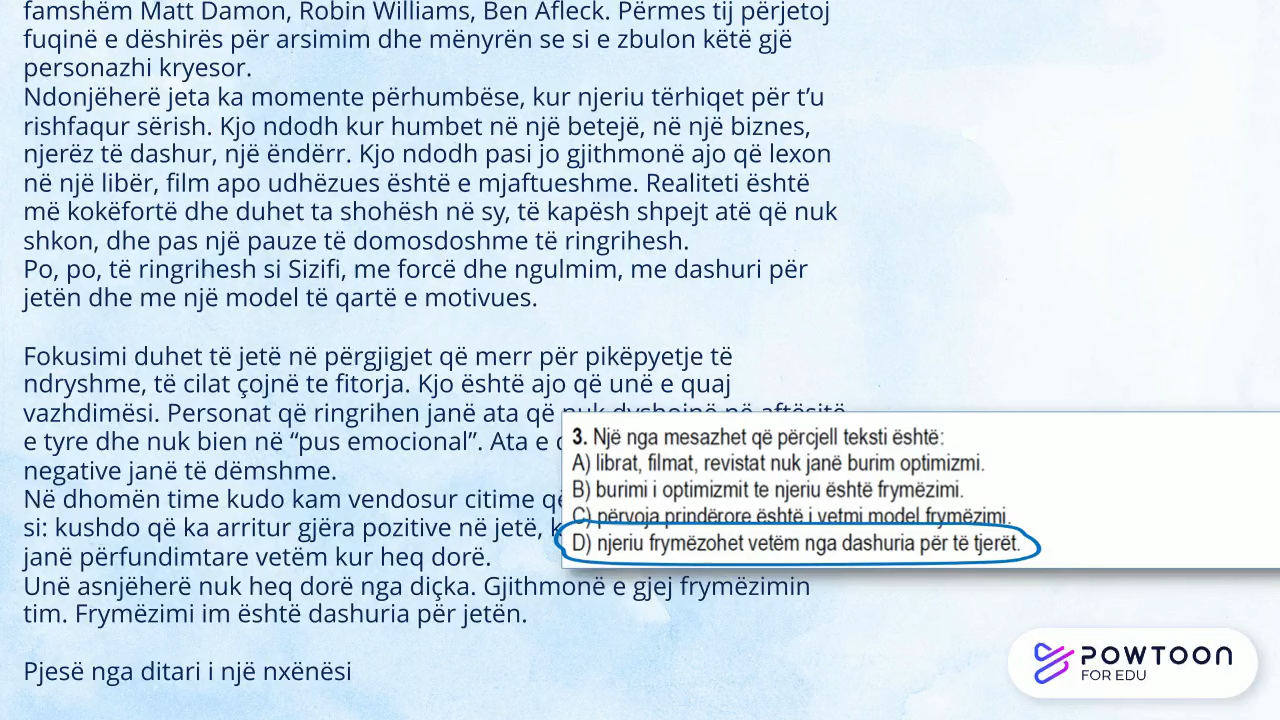 famshëm Matt Damon, Robin Williams, Ben Afleck. Përmes tij përjetoj
fuqinë e dëshirës për arsimim dhe mënyrën se si e zbulon këtë gjë
personazhi kryesor.
Ndonjëherë jeta ka momente përhumbëse, kur njeriu tërhiqet për t’u
rishfaqur sërish. Kjo ndodh kur humbet në një betejë, në një biznes,
njerëz të dashur, një ëndërr. Kjo ndodh pasi jo gjithmonë ajo që lexon
në një libër, film apo udhëzues është e mjaftueshme. Realiteti është
më kokëfortë dhe duhet ta shohësh në sy, të kapësh shpejt atë që nuk
shkon, dhe pas një pauze të domosdoshme të ringrihesh.
Po, po, të ringrihesh si Sizifi, me forcë dhe ngulmim, me dashuri për
jetën dhe me një model të qartë e motivues.
Fokusimi duhet të jetë në përgjigjet që merr për pikëpyetje të
ndryshme, të cilat çojnë te fitorja. Kjo është ajo që unë e quaj
vazhdimësi. Personat që ringrihen janë ata që nuk dyshojnë në aftësitë
e tyre dhe nuk bien në “pus emocional”. Ata e
negative janë të dëmshme.
Në dhomën time kudo kam vendosur citime
si: kushdo që ka arritur gjëra pozitive në jetë,
janë përfundimtare vetëm kur heq dorë.
Unë asnjëherë nuk heq dorë nga diçka. Gjithmonë e gjej frymëzimin
tim. Frymëzimi im është dashuria për jetën.
Pjesë nga ditari i një nxënësi
3. Një nga mesazhet që përcjell teksti është:
A) librat, filmat, revistat nuk janë burim optimizmi.
B) burimi i optimizmit te njeriu është frymëzimi.
C) përvoja prindërore është i vetmi model frymëzimi.
D) njeriu frymëzohet vetëm nga dashuria për të tjerët.
POWTOON
FOR EDU